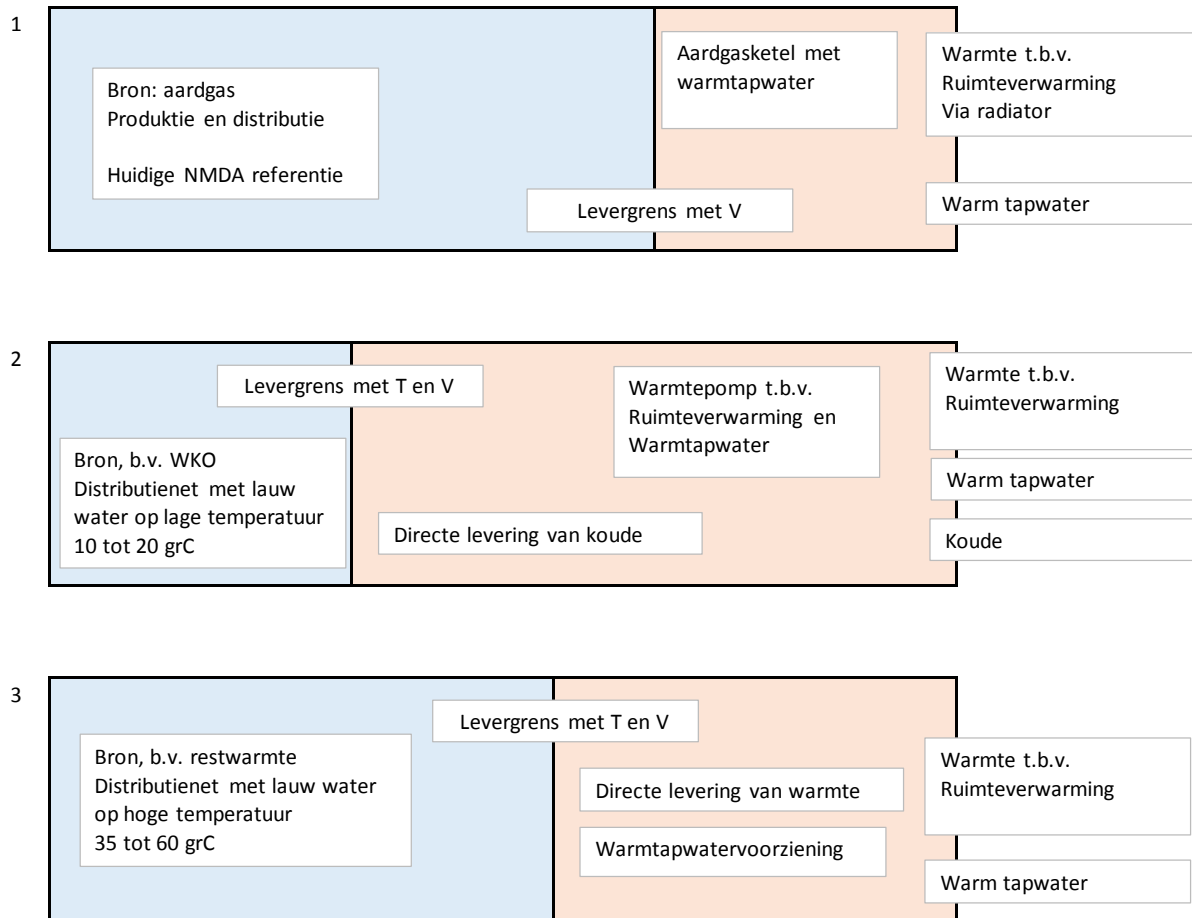 1
Bron: aardgas
Produktie en distributie
Huidige NMDA referentie
Levergrens met V
Aardgasketel met
warmtapwater
Warmte t.b.v.
Ruimteverwarming
Via radiator
Warm tapwater
2
Levergrens met T en V
Bron, b.v. WKO
Distributienet met lauw
water op lage temperatuur
10 tot 20 grC
Warmtepomp t.b.v.
Ruimteverwarming en
Warmtapwater
Directe levering van koude
Warmte t.b.v.
Ruimteverwarming
Warm tapwater
Koude
3
Levergrens met T en V
Bron, b.v. restwarmte
Distributienet met lauw water
op hoge temperatuur
35 tot 60 grC
Directe levering van warmte
Warmtapwatervoorziening
Warmte t.b.v.
Ruimteverwarming
Warm tapwater